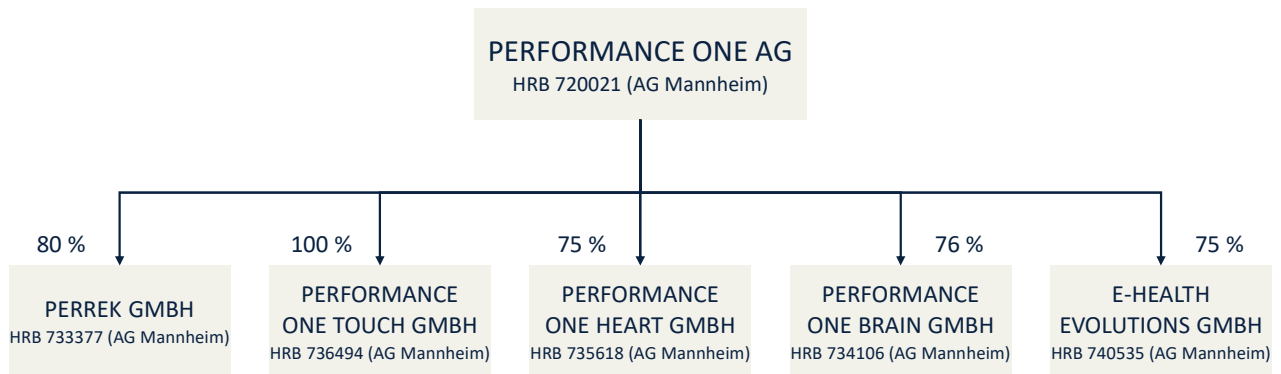 PERFORMANCE ONE AG
HRB 720021 (AG Mannheim)
80 %
100 %
75 %
76 %
75 %
PERREK GMBH
HRB 733377 (AG Mannheim)
PERFORMANCE
ONE TOUCH GMBH
HRB 736494 (AG Mannheim)
PERFORMANCE
ONE HEART GMBH
HRB 735618 (AG Mannheim)
PERFORMANCE
ONE BRAIN GMBH
HRB 734106 (AG Mannheim)
E-HEALTH
EVOLUTIONS GMBH
HRB 740535 (AG Mannheim)